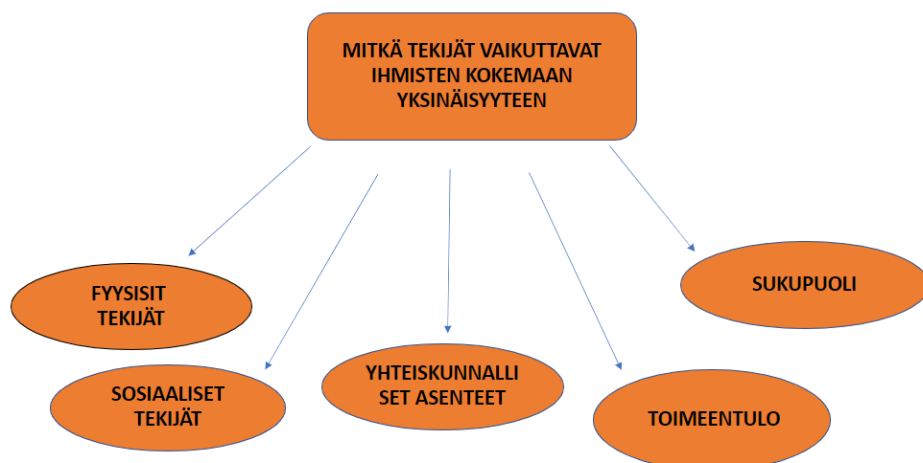 MITKÄ TEKIJÄT VAIKUTTAVAT
IHMISTEN KOKEMAAN
YKSINÄISYYTEEN
FYYSISIT
TEKIJÄT
SOSIAALISET
TEKIJÄT
YHTEISKUNNALLI
SET ASENTEET
TOIMEENTULO
SUKUPUOLI